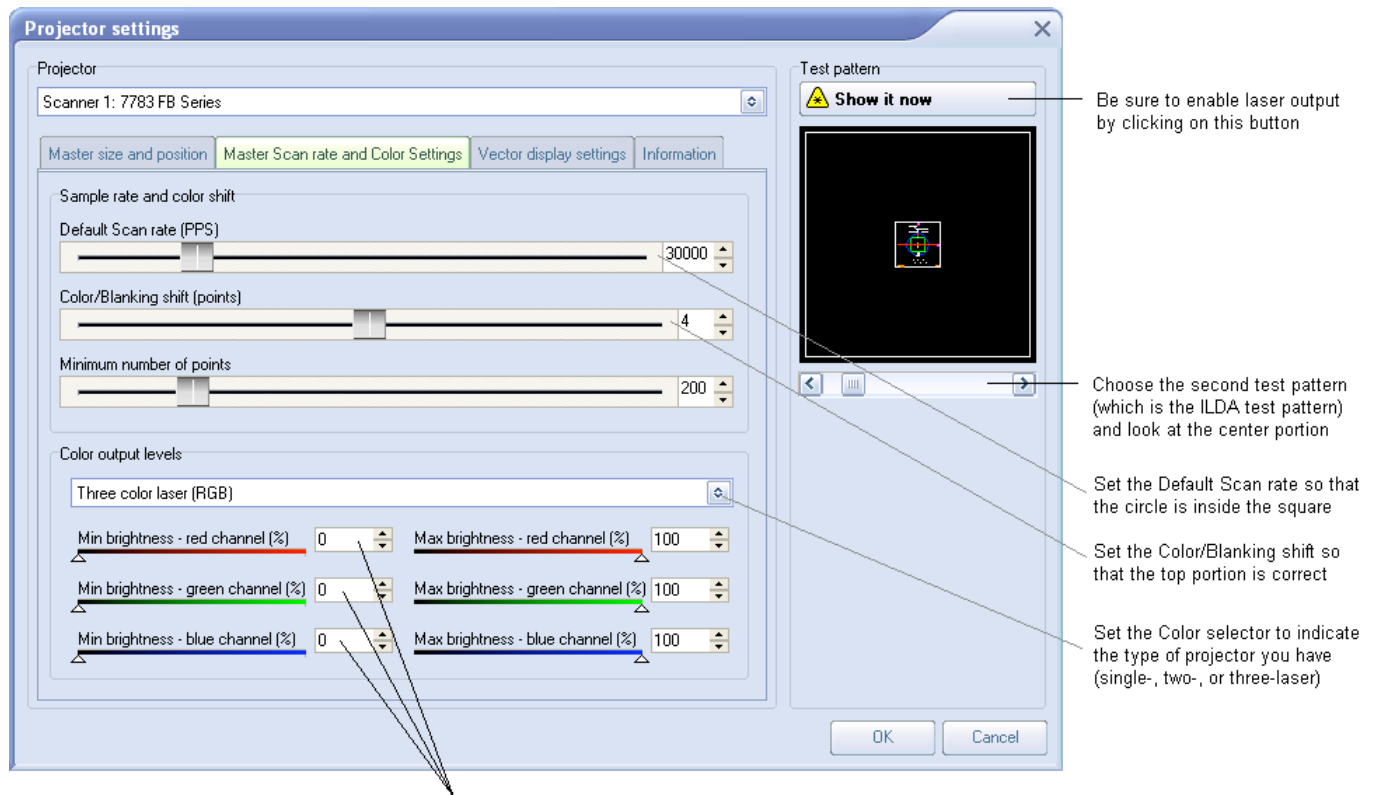 Projector settings
Projector
Scanner 1: 7783 FB Series
Master size and position
Master Scan rate and Color Settings
Vector display settings
Information
Sample rate and color shift
Default Scan rate (PPS)
30000
Color/Blanking shift (points)
4
Minimum number of points
200
Color output levels
Three color laser (RGB)
Min brightness - red channel (%)
0
Max brightness - red channel (%)
100
Min brightness - green channel (%)
0
Max brightness - green channel (%)
100
Min brightness - blue channel (%)
0
Max brightness - blue channel (%)
100
Test pattern
Show it now
OK
Cancel
Be sure to enable laser output
by clicking on this button
Choose the second test pattern
(which is the ILDA test pattern)
and look at the center portion
Set the Default Scan rate so that
the circle is inside the square
Set the Color/Blanking shift so
that the top portion is correct
Set the Color selector to indicate
the type of projector you have
(single-, two-, or three-laser)